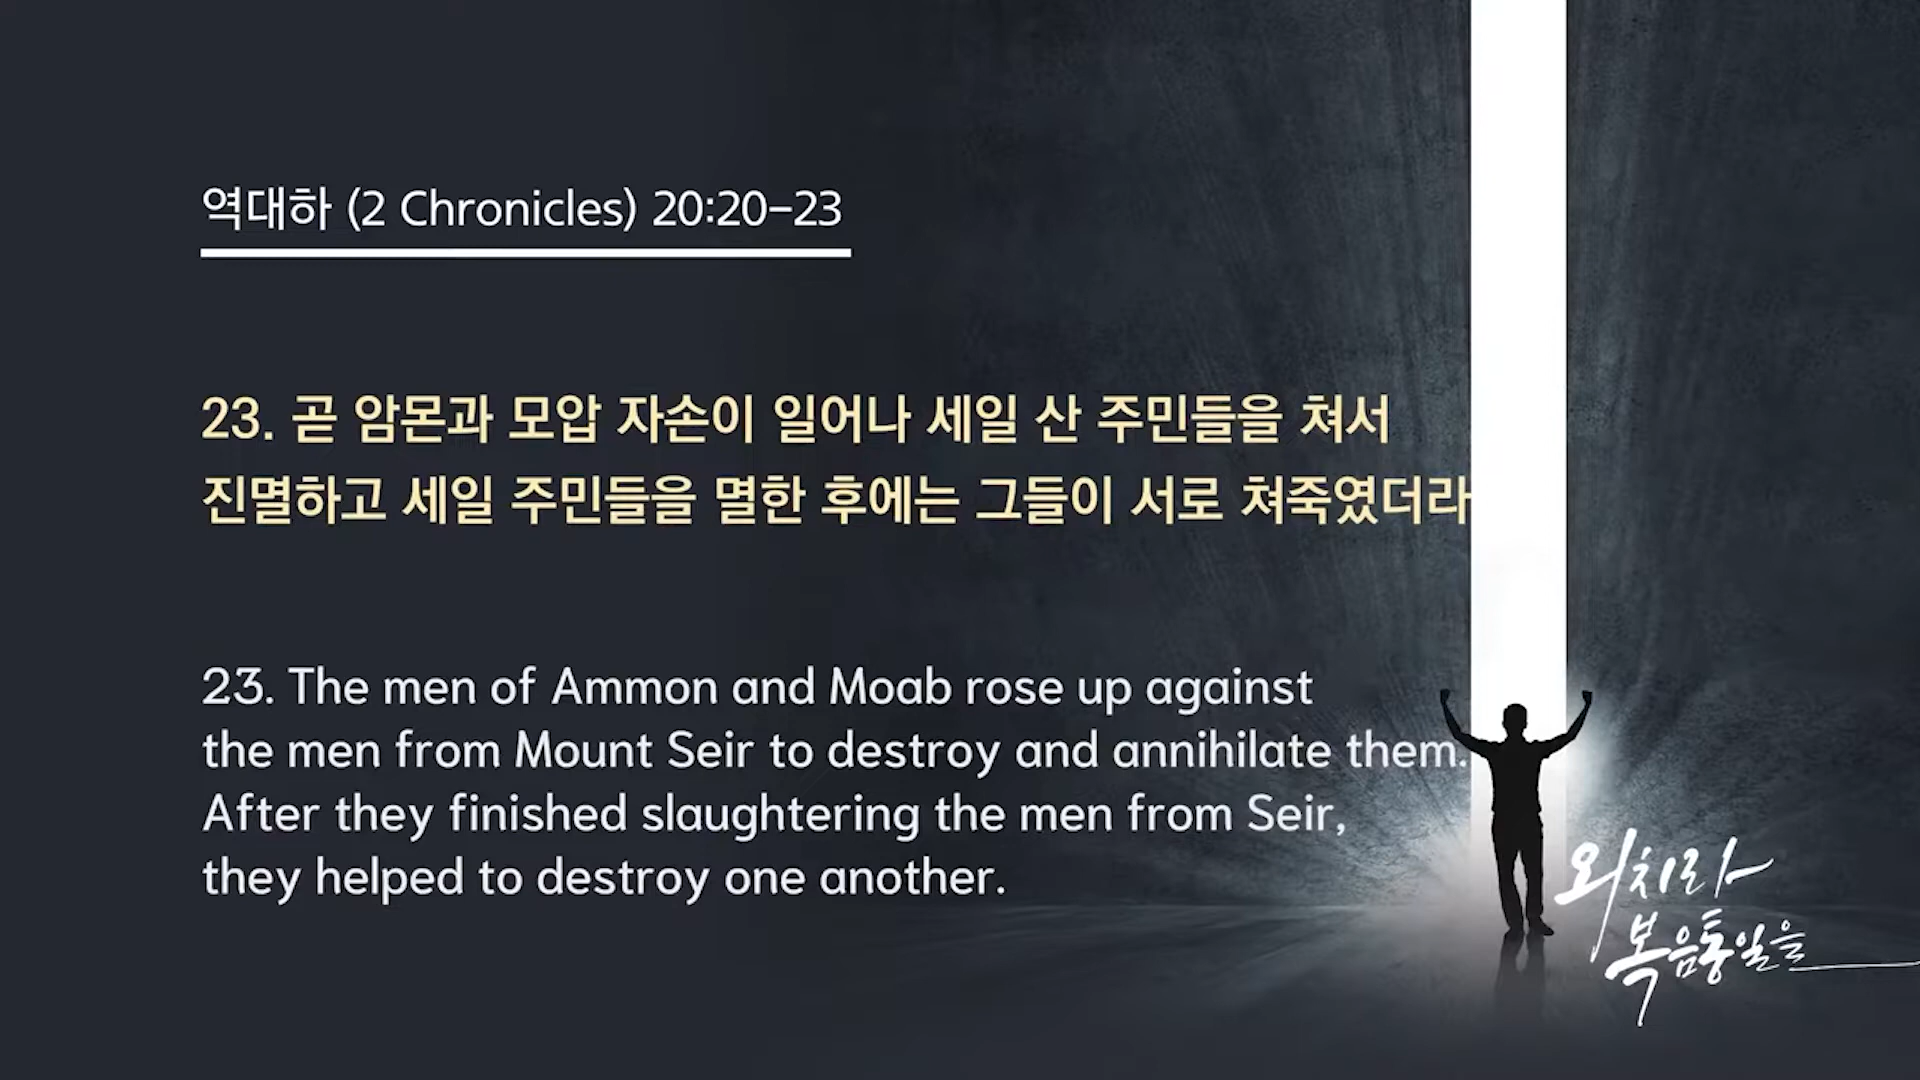 역대하 (2 Chronicles) 20:20-23
23. 곧 암몬과 모압 자손이 일어나 세일 산 주민들을 쳐서
진멸하고 세일 주민들을 멸한 후에는 그들이 서로 쳐죽였더라
23. The men of Ammon and Moab rose up against
the men from Mount Seir to destroy and annihilate them.
After they finished slaughtering the men from Seir,
they helped to destroy one another.
외치라
복음통일을